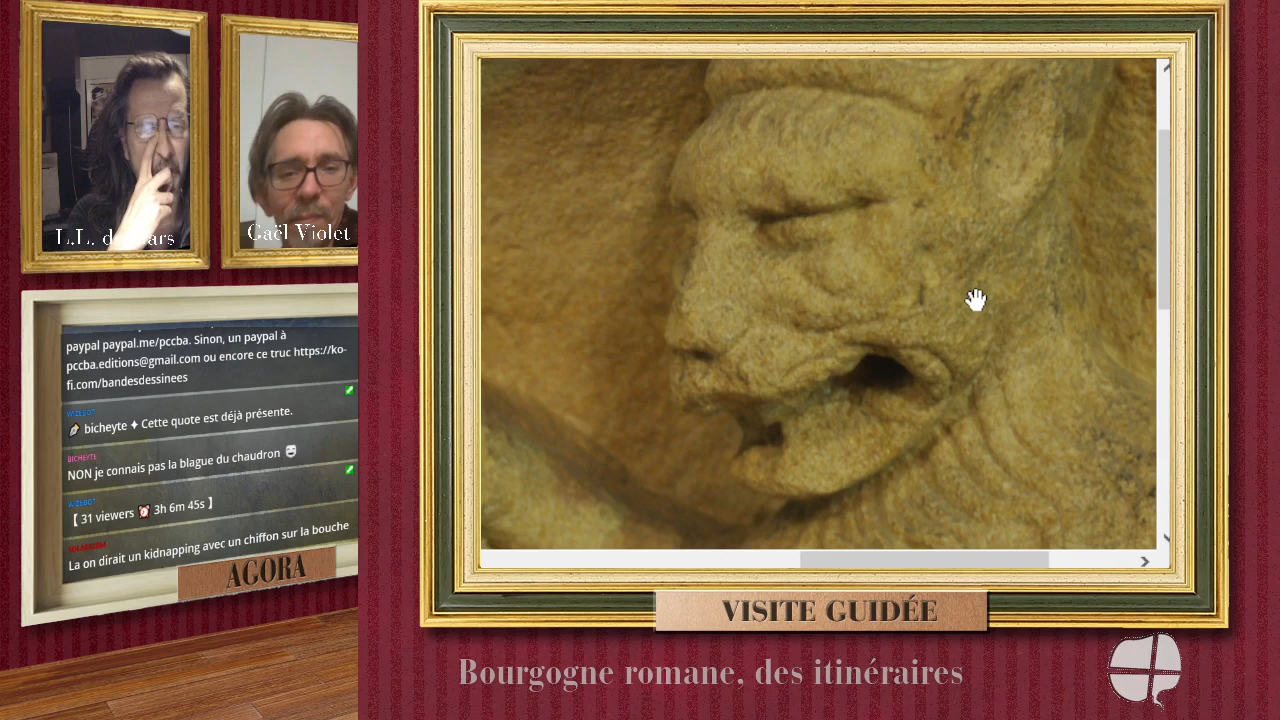 L.L. de Mars
Gaël Violet
paypal paypal.me/pccba. Sinon, un paypal à
pccba.editions@gmail.com ou encore ce truc https://ko-
fi.com/bandesdessinees
WIZEBOT
bicheyte ✦ Cette quote est déjà présente.
BICHEYTE
NON je connais pas la blague du chaudron
WIZEBOT
【 31 viewers ⏰ 3h 6m 45s 】
La on dirait un kidnapping avec un chiffon sur la bouche
AGORA
VISITE GUIDÉE
Bourgogne romane, des itinéraires